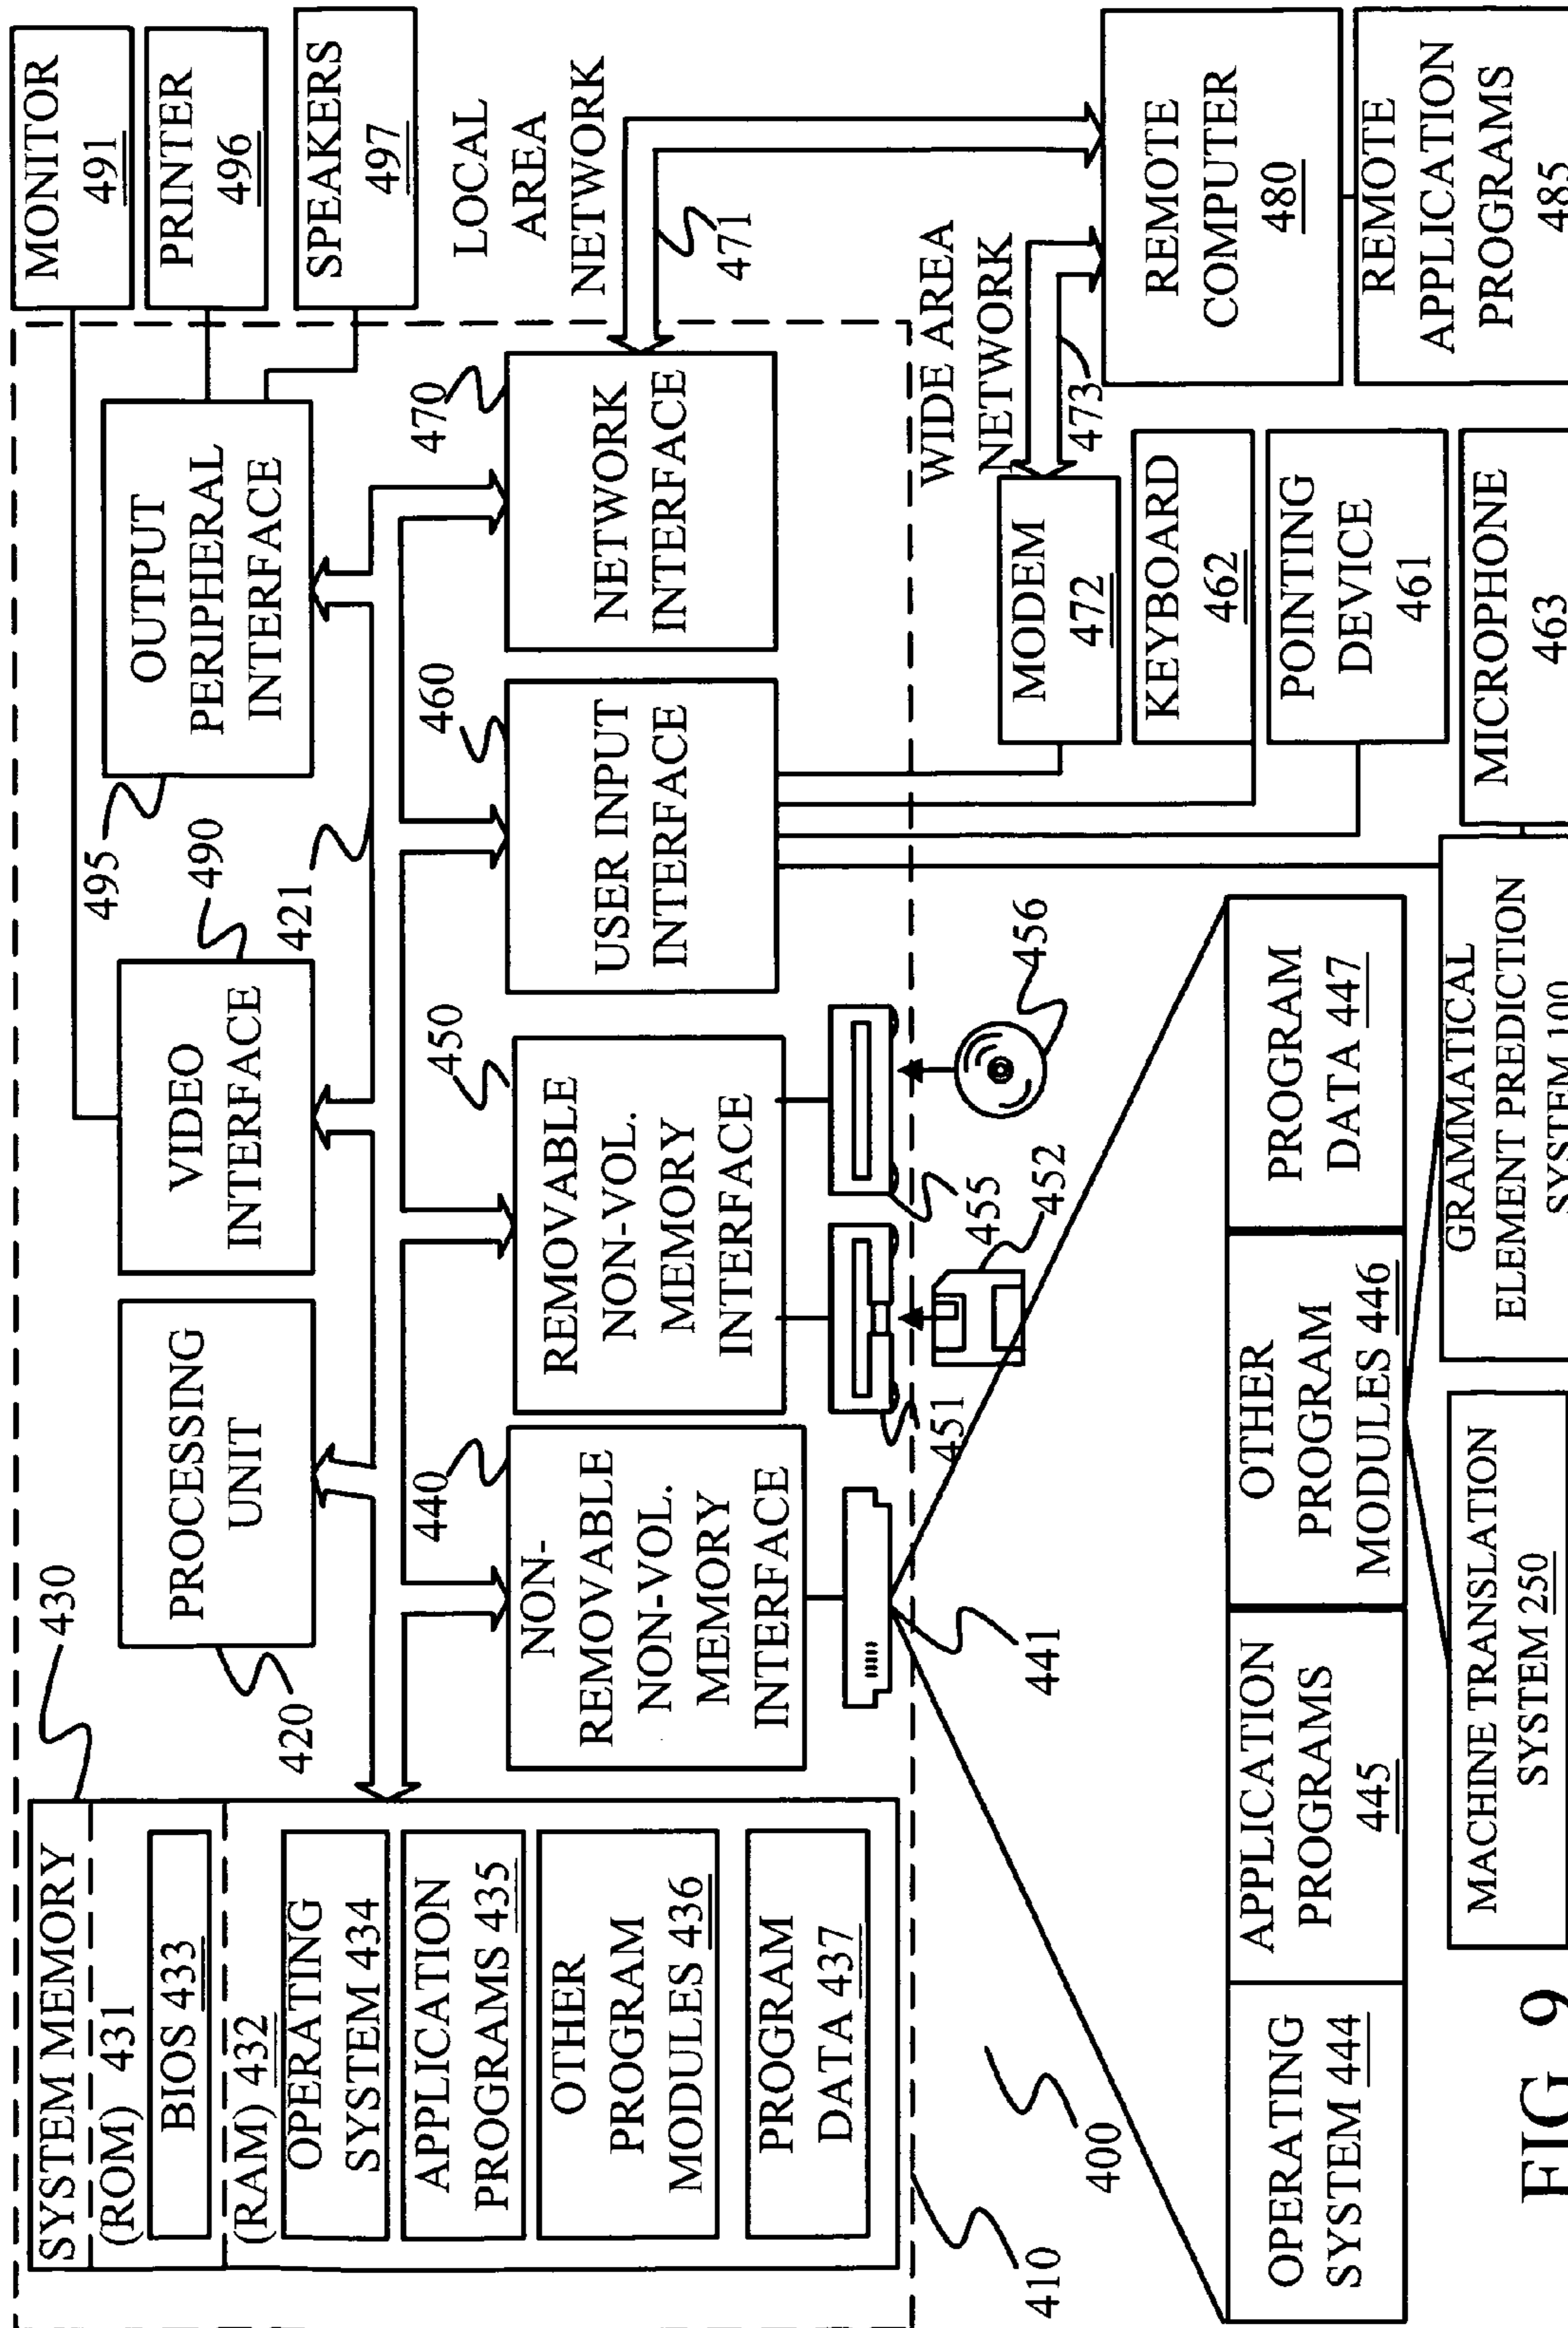 SYSTEM MEMORY
(ROM) 431
BIOS 433
(RAM) 432
OPERATING
SYSTEM 434
APPLICATION
PROGRAMS 435
OTHER
PROGRAM
MODULES 436
PROGRAM
DATA 437
430
PROCESSING
UNIT
420
VIDEO
INTERFACE
490
421
OUTPUT
PERIPHERAL
INTERFACE
495
MONITOR
491
PRINTER
496
SPEAKERS
497
440
NON-
REMOVABLE
NON-VOL.
MEMORY
INTERFACE
450
REMOVABLE
NON-VOL.
MEMORY
INTERFACE
460
USER INPUT
INTERFACE
470
NETWORK
INTERFACE
LOCAL
AREA
NETWORK
471
441
451
452
455
456
WIDE AREA
NETWORK
473
MODEM
472
KEYBOARD
462
POINTING
DEVICE
461
MICROPHONE
463
REMOTE
COMPUTER
480
REMOTE
APPLICATION
PROGRAMS
485
410
400
OPERATING
SYSTEM 444
APPLICATION
PROGRAMS
445
OTHER
PROGRAM
MODULES 446
PROGRAM
DATA 447
MACHINE TRANSLATION
SYSTEM 250
GRAMMATICAL
ELEMENT PREDICTION
SYSTEM 100
FIG 9